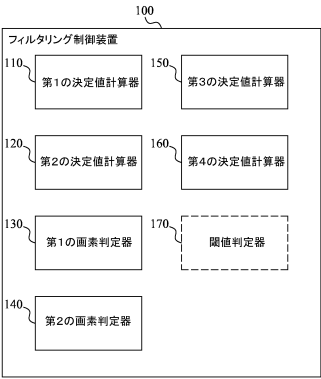 100
フィルタリング制御装置
110
第1の決定値計算器
150
第3の決定値計算器
120
第2の決定値計算器
160
第4の決定値計算器
130
第1の画素判定器
170
閾値判定器
140
第2の画素判定器